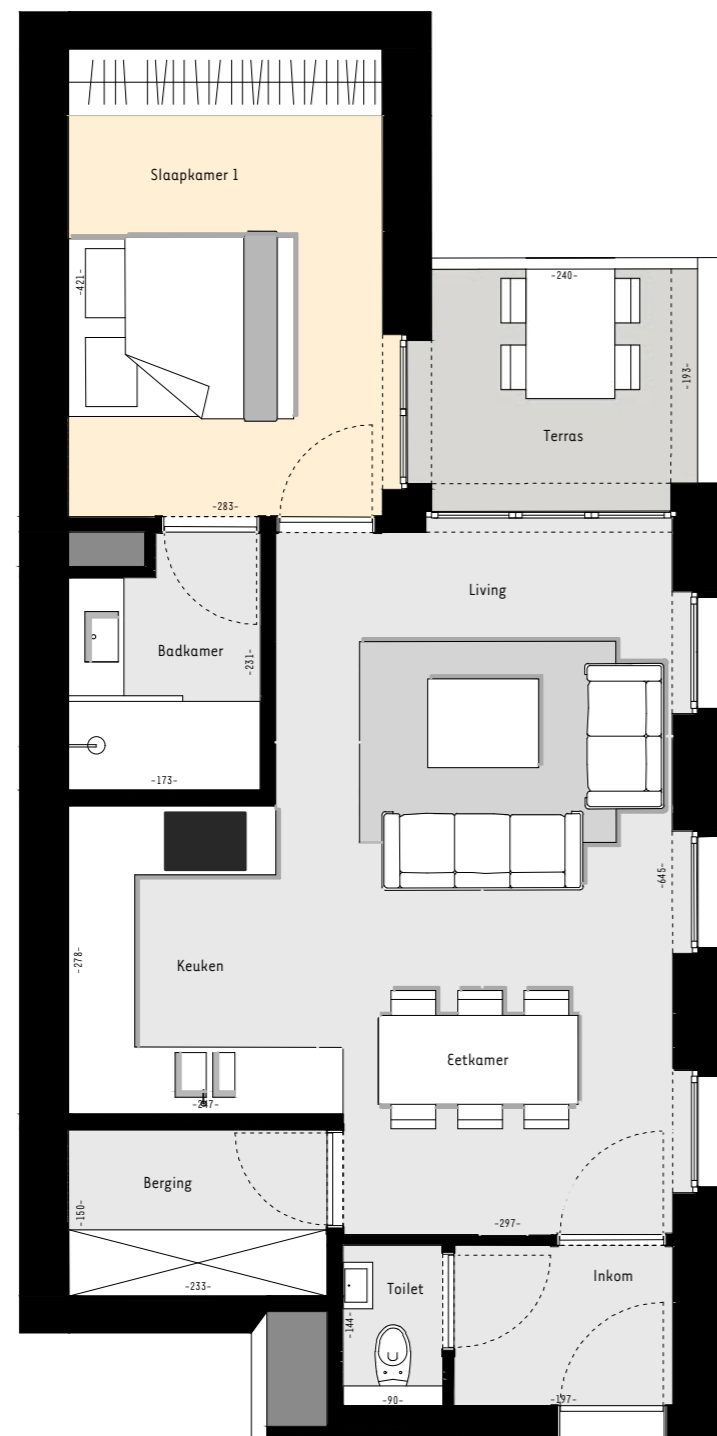 Slaapkamer 1
-421-
-240-
-193-
Terras
-283-
Living
Badkamer
-231-
-173-
-645-
-278-
Keuken
Eetkamer
-247-
Berging
-150-
-297-
-233-
Toilet
Inkom
-144-
-90-
-197-